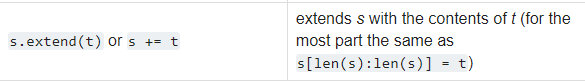 s.extend(t) or s += t
extends s with the contents of t (for the
most part the same as
s[len(s):len(s)] = t)